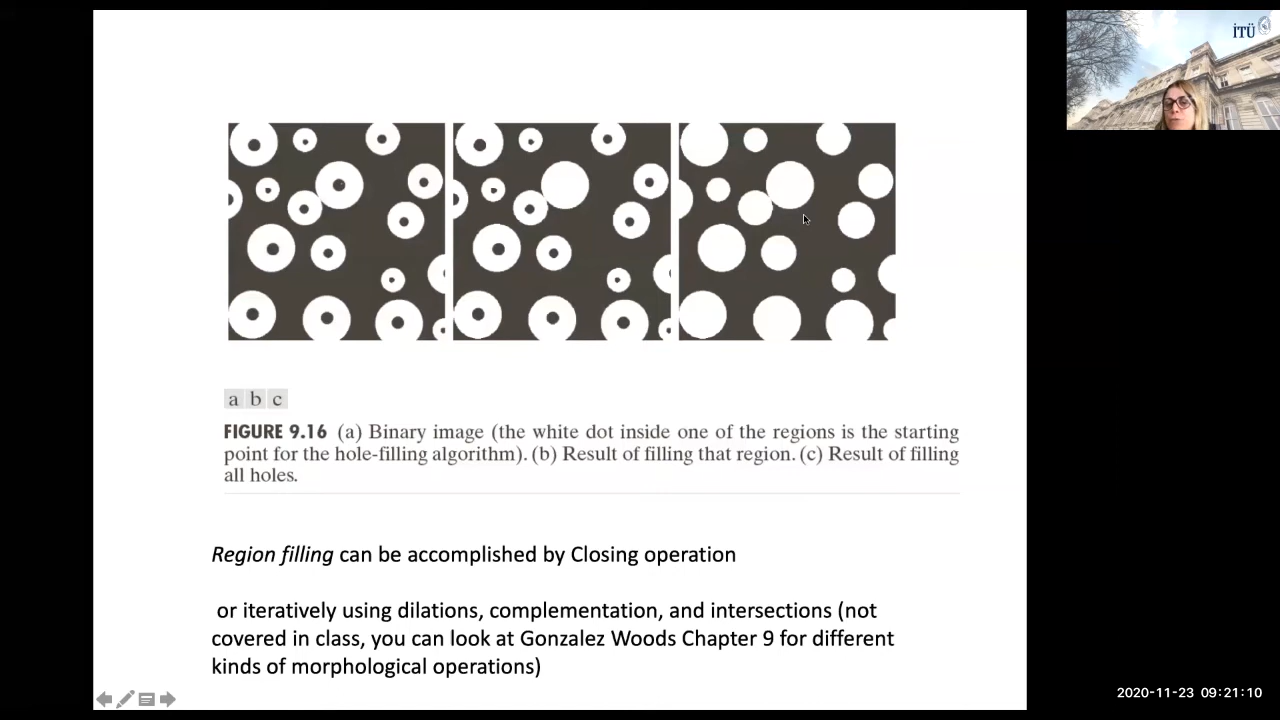 İTÜ
a b c
FIGURE 9.16 (a) Binary image (the white dot inside one of the regions is the starting
point for the hole-filling algorithm). (b) Result of filling that region. (c) Result of filling
all holes.
Region filling can be accomplished by Closing operation
or iteratively using dilations, complementation, and intersections (not
covered in class, you can look at Gonzalez Woods Chapter 9 for different
kinds of morphological operations)
2020-11-23 09:21:10